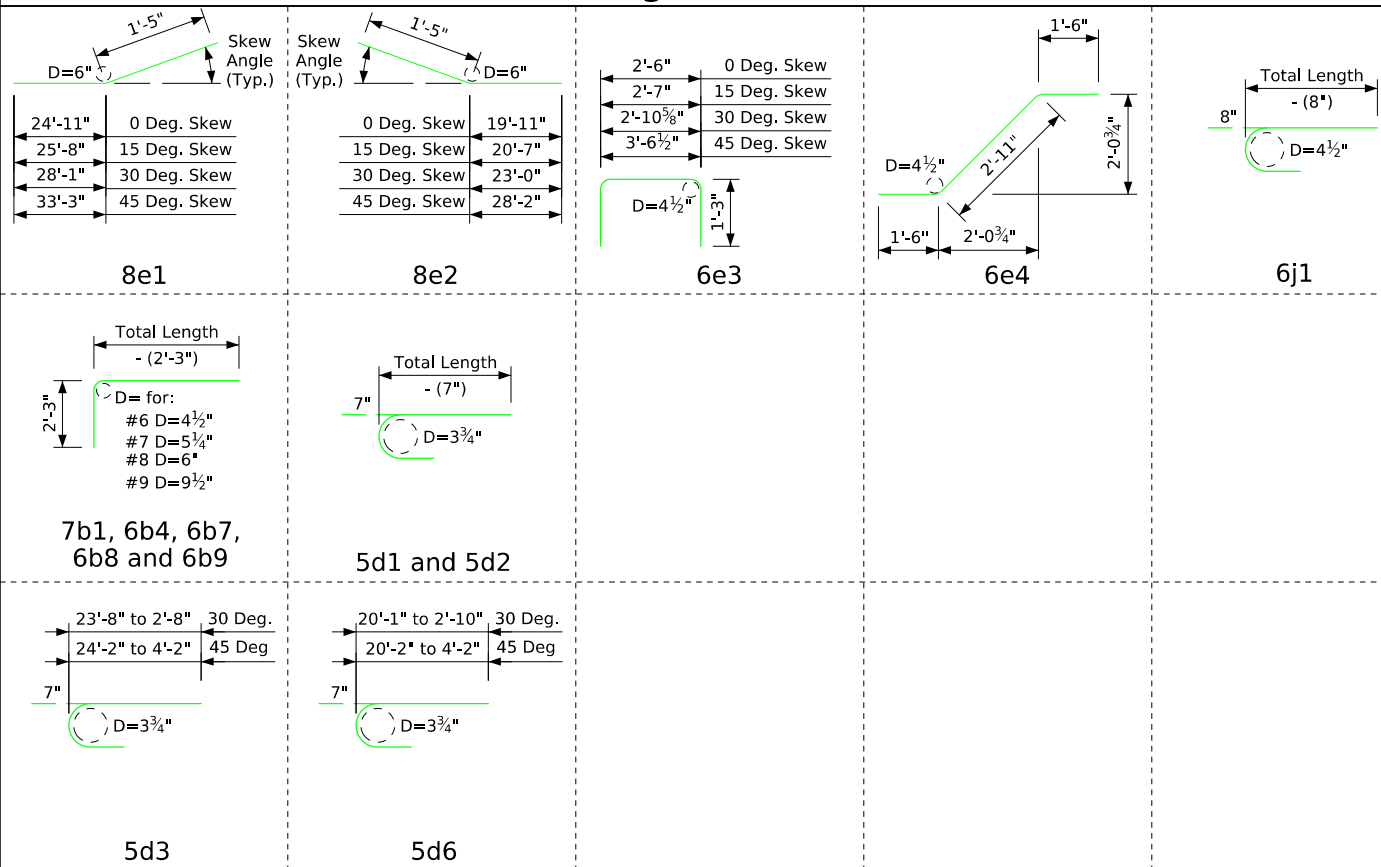 1'-5"
Skew
Angle
(Typ.)
D=6"
24'-11" 0 Deg. Skew
25'-8" 15 Deg. Skew
28'-1" 30 Deg. Skew
33'-3" 45 Deg. Skew
8e1
1'-5"
Skew
Angle
(Typ.)
D=6"
0 Deg. Skew 19'-11"
15 Deg. Skew 20'-7"
30 Deg. Skew 23'-0"
45 Deg. Skew 28'-2"
8e2
2'-6" 0 Deg. Skew
2'-7" 15 Deg. Skew
2'-10⅝" 30 Deg. Skew
3'-6½" 45 Deg. Skew
D=4½"
1'-3"
6e3
1'-6"
D=4½"
2'-11"
2'-0¾"
1'-6" 2'-0¾"
6e4
Total Length
- (8")
8"
D=4½"
6j1
Total Length
- (2'-3")
2'-3"
D= for:
#6 D=4½"
#7 D=5¼"
#8 D=6"
#9 D=9½"
7b1, 6b4, 6b7,
6b8 and 6b9
Total Length
- (7")
7"
D=3¾"
5d1 and 5d2
23'-8" to 2'-8" 30 Deg.
24'-2" to 4'-2" 45 Deg
7"
D=3¾"
5d3
20'-1" to 2'-10" 30 Deg.
20'-2" to 4'-2" 45 Deg
7"
D=3¾"
5d6